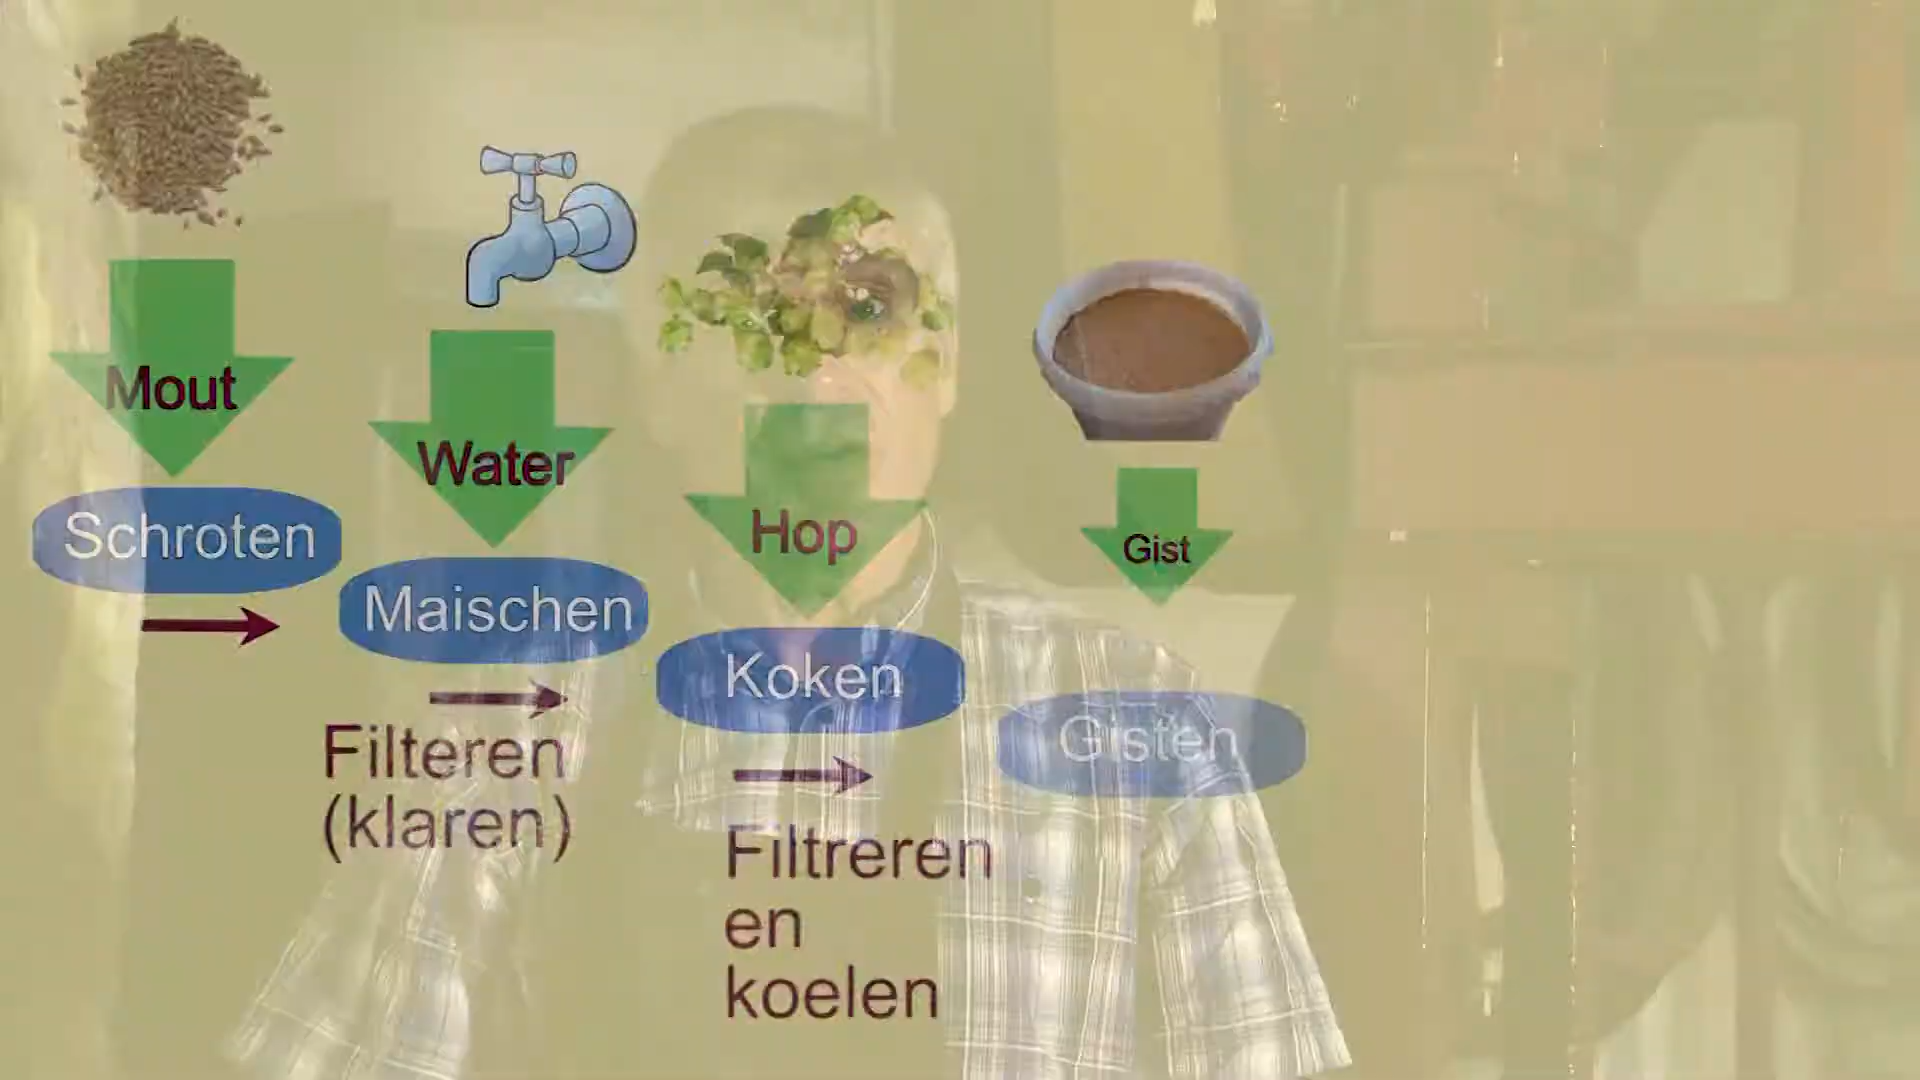 Mout
Schroten
Water
Maischen
Filteren
(klaren)
Hop
Koken
Filtreren
en
koelen
Gist
Gisten